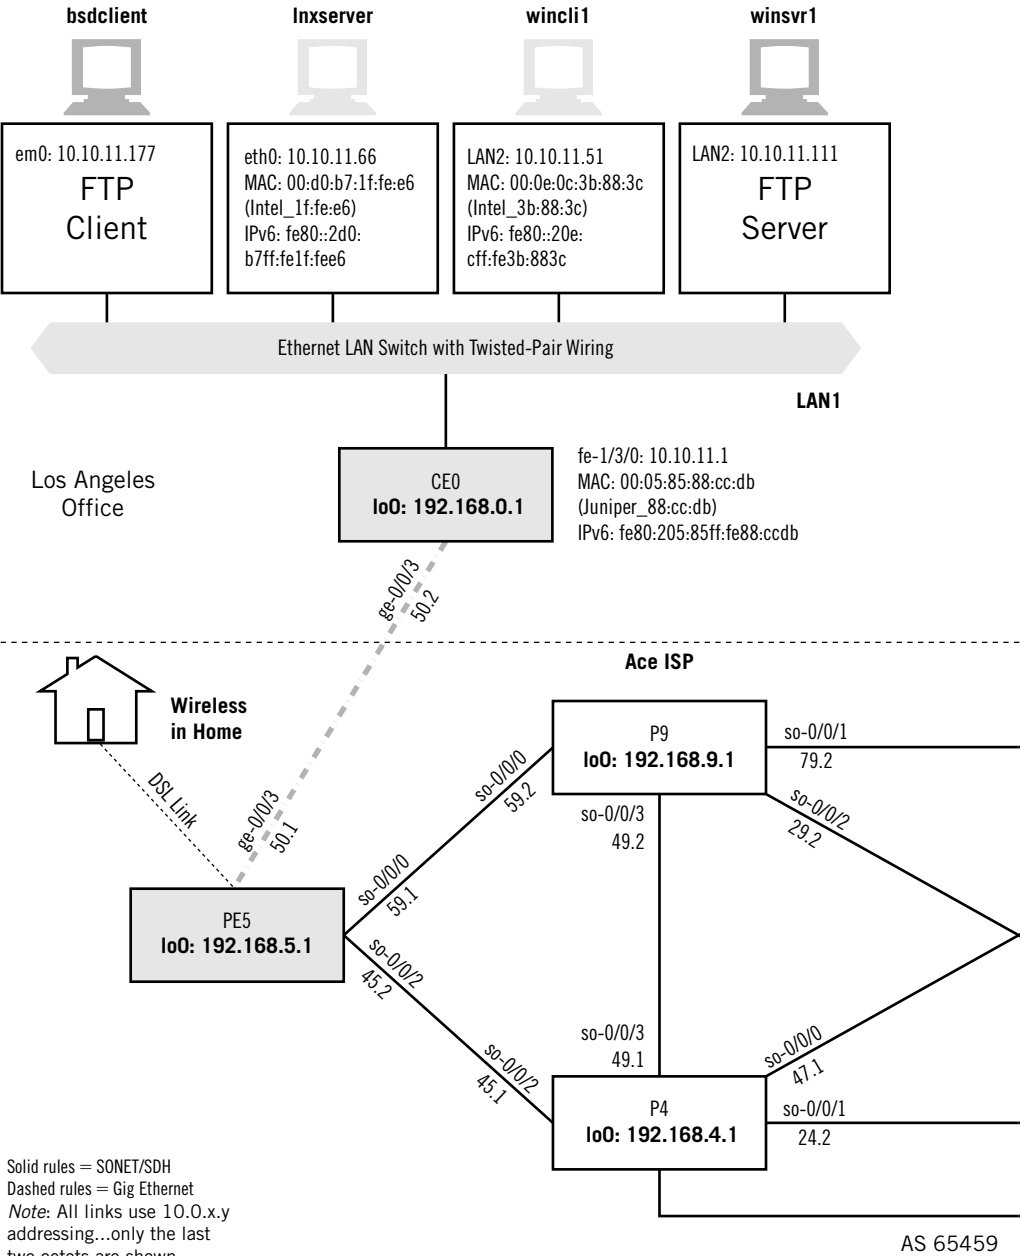 bsdclient
lnxserver
wincli1
winsvr1
em0: 10.10.11.177
FTP
Client
eth0: 10.10.11.66
MAC: 00:d0:b7:1f:fe:e6
(Intel_1f:fe:e6)
IPv6: fe80::2d0:
b7ff:fe1f:fee6
LAN2: 10.10.11.51
MAC: 00:0e:0c:3b:88:3c
(Intel_3b:88:3c)
IPv6: fe80::20e:
cff:fe3b:883c
LAN2: 10.10.11.111
FTP
Server
Ethernet LAN Switch with Twisted-Pair Wiring
LAN1
Los Angeles
Office
CE0
lo0: 192.168.0.1
fe-1/3/0: 10.10.11.1
MAC: 00:05:85:88:cc:db
(Juniper_88:cc:db)
IPv6: fe80:205:85ff:fe88:ccdb
ge-0/0/3
50.2
Ace ISP
Wireless
in Home
DSL Link
ge-0/0/3
50.1
P9
lo0: 192.168.9.1
so-0/0/1
79.2
so-0/0/0
59.2
so-0/0/3
49.2
so-0/0/2
29.2
so-0/0/0
59.1
PE5
lo0: 192.168.5.1
so-0/0/2
45.2
so-0/0/3
49.1
so-0/0/0
47.1
so-0/0/2
45.1
P4
lo0: 192.168.4.1
so-0/0/1
24.2
Solid rules = SONET/SDH
Dashed rules = Gig Ethernet
Note: All links use 10.0.x.y
addressing...only the last
two octets are shown
AS 65459